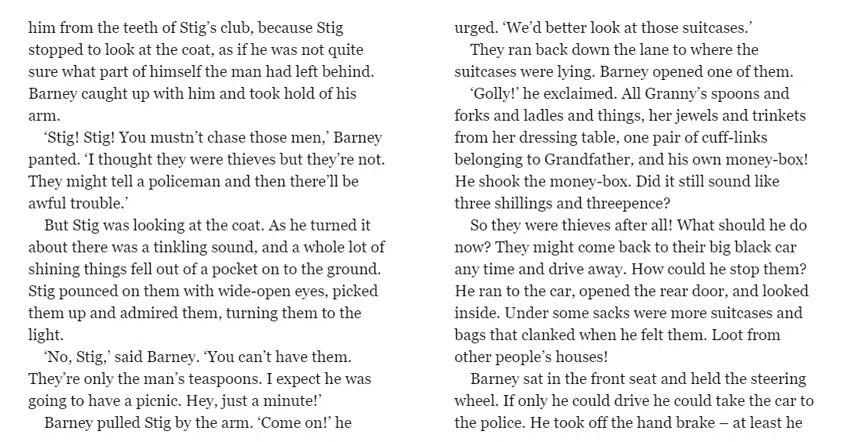 him from the teeth of Stig’s club, because Stig
stopped to look at the coat, as if he was not quite
sure what part of himself the man had left behind.
Barney caught up with him and took hold of his
arm.
‘Stig! Stig! You mustn’t chase those men,’ Barney
panted. ‘I thought they were thieves but they’re not.
They might tell a policeman and then there’ll be
awful trouble.’
But Stig was looking at the coat. As he turned it
about there was a tinkling sound, and a whole lot of
shining things fell out of a pocket on to the ground.
Stig pounced on them with wide-open eyes, picked
them up and admired them, turning them to the
light.
‘No, Stig,’ said Barney. ‘You can’t have them.
They’re only the man’s teaspoons. I expect he was
going to have a picnic. Hey, just a minute!’
Barney pulled Stig by the arm. ‘Come on!’ he
urged. ‘We’d better look at those suitcases.’
They ran back down the lane to where the
suitcases were lying. Barney opened one of them.
‘Golly!’ he exclaimed. All Granny’s spoons and
forks and ladles and things, her jewels and trinkets
from her dressing table, one pair of cuff-links
belonging to Grandfather, and his own money-box!
He shook the money-box. Did it still sound like
three shillings and threepence?
So they were thieves after all! What should he do
now? They might come back to their big black car
any time and drive away. How could he stop them?
He ran to the car, opened the rear door, and looked
inside. Under some sacks were more suitcases and
bags that clanked when he felt them. Loot from
other people’s houses!
Barney sat in the front seat and held the steering
wheel. If only he could drive he could take the car to
the police. He took off the hand brake – at least he